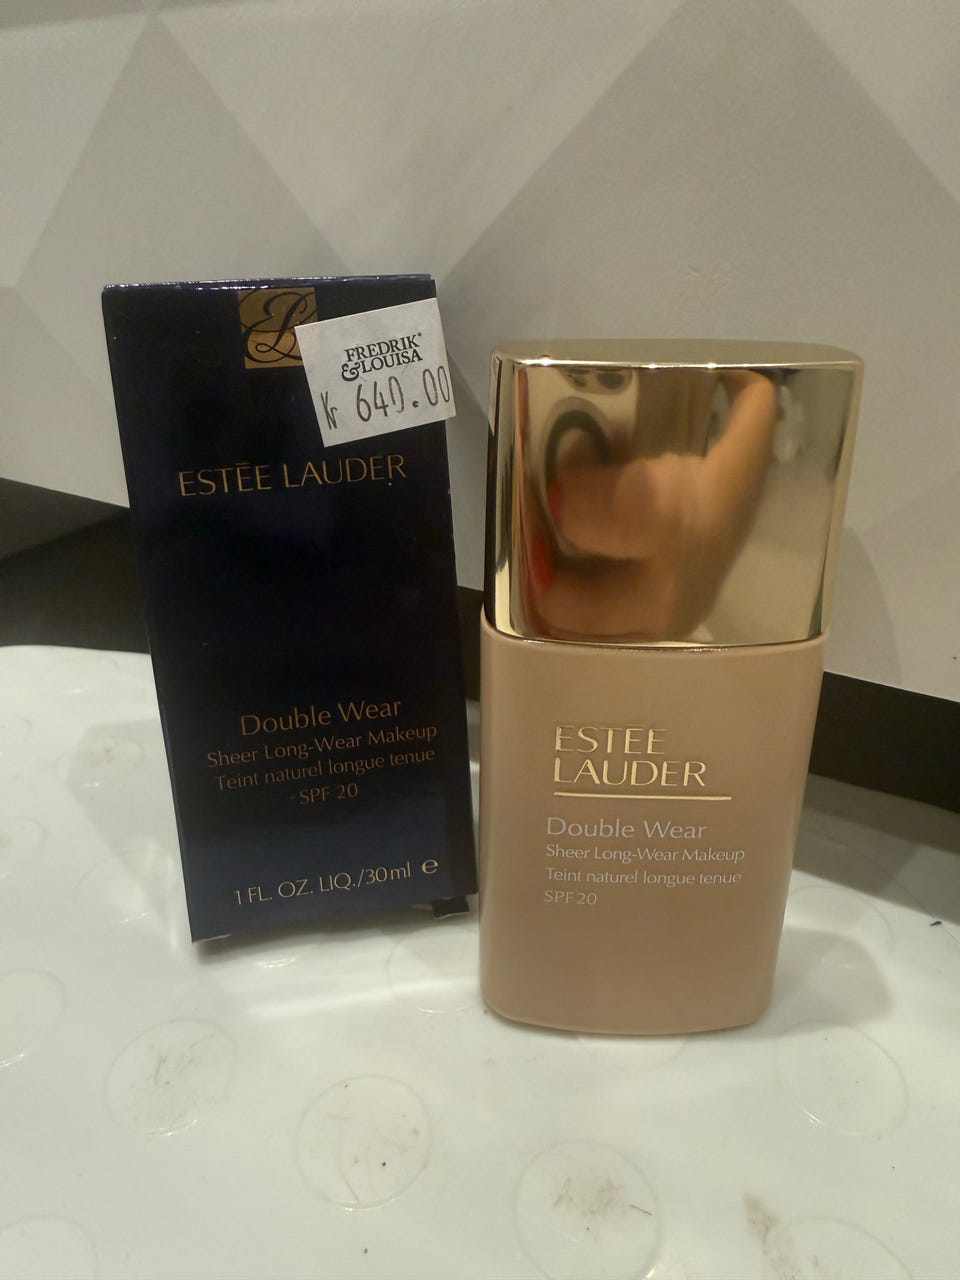 FREDRIK
&LOUISA
Kr 640.00
ESTĒE LAUDER
Double Wear
Sheer Long-Wear Makeup
Teint naturel longue tenue
SPF 20
1 FL. OZ. LIQ./30 ml e
ESTĒE
LAUDER
Double Wear
Sheer Long-Wear Makeup
Teint naturel longue tenue
SPF 20